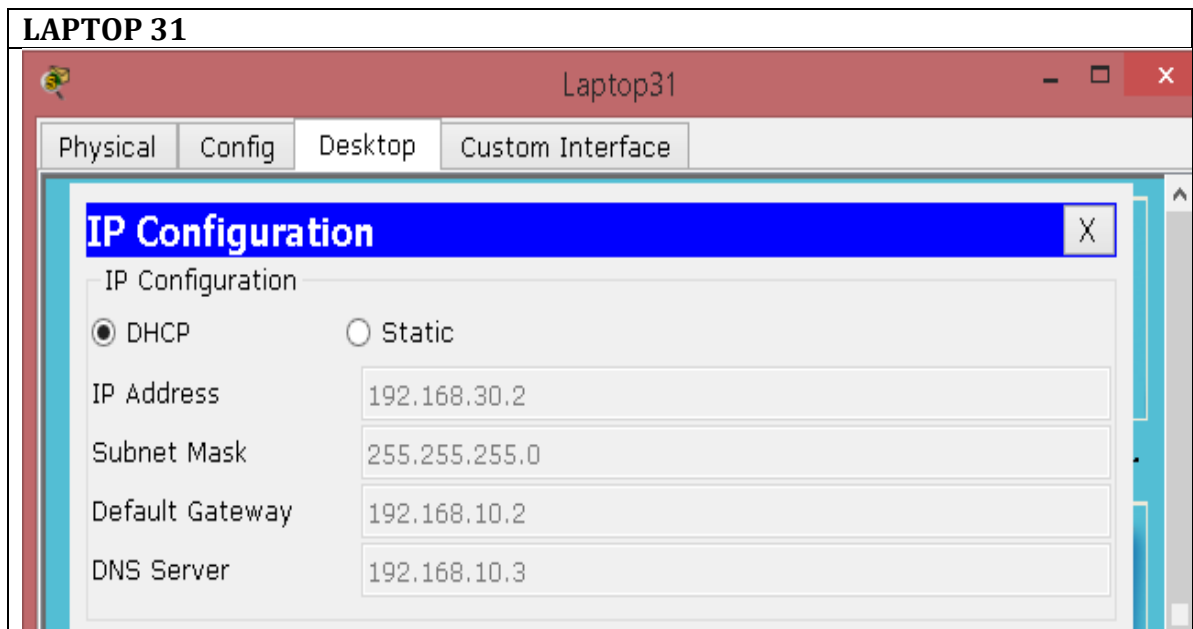 LAPTOP 31
Laptop31
Physical Config Desktop Custom Interface
IP Configuration X
IP Configuration
DHCP Static
IP Address 192.168.30.2
Subnet Mask 255.255.255.0
Default Gateway 192.168.10.2
DNS Server 192.168.10.3